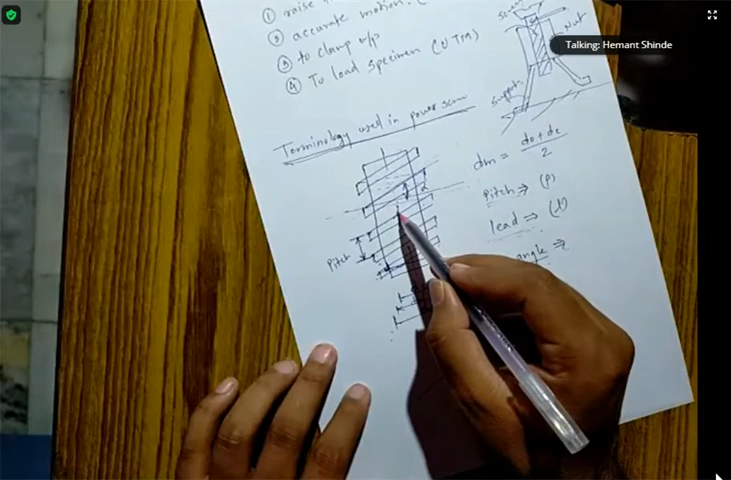 ① raise
② accurate motion.
③ to clamp w/p
④ To load specimen (UTM)
Screw
Nut
Support
Talking: Hemant Shinde
Terminology used in power screw
dm = do + dc / 2
α
Pitch ⇒ (P)
lead ⇒ (l)
angle ⇒
Pitch